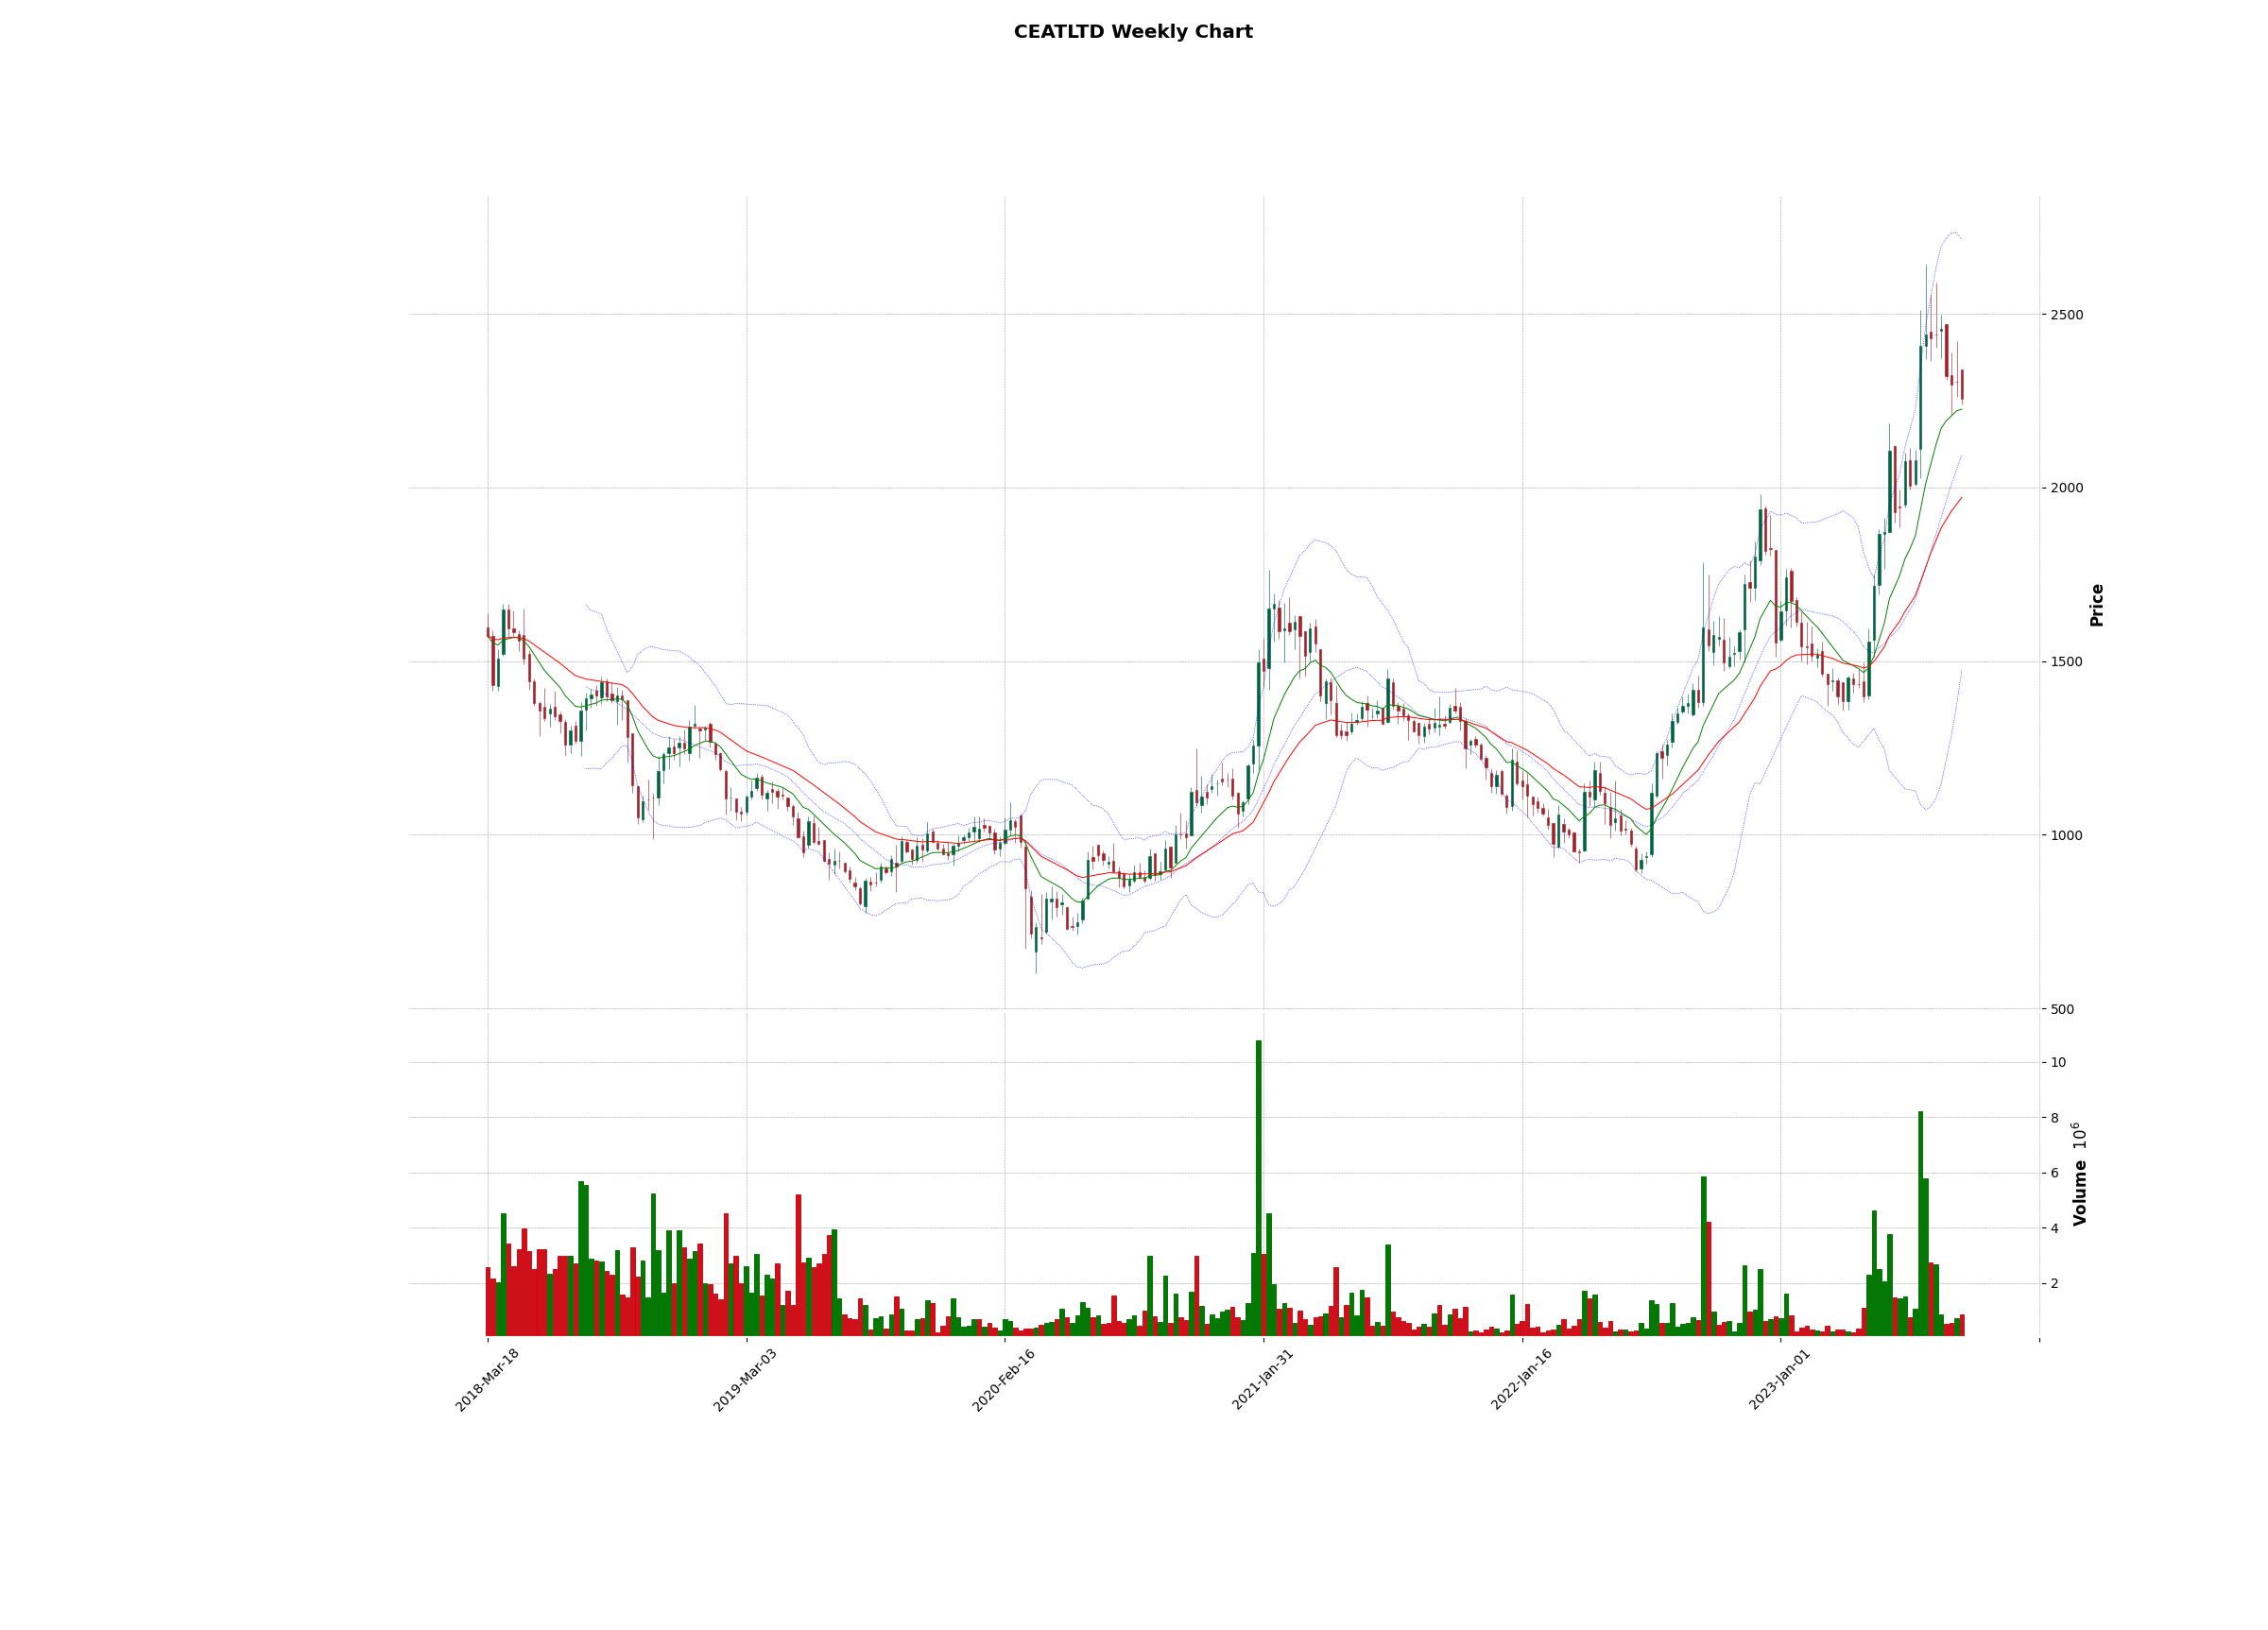 CEATLTD Weekly Chart
2500
2000
1500
1000
500
Price
10
8
6
4
2
Volume 10^6
2018-Mar-18
2019-Mar-03
2020-Feb-16
2021-Jan-31
2022-Jan-16
2023-Jan-01